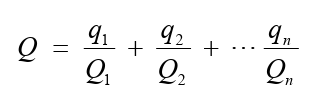 Q = q₁/Q₁ + q₂/Q₂ + ⋯ qₙ/Qₙ